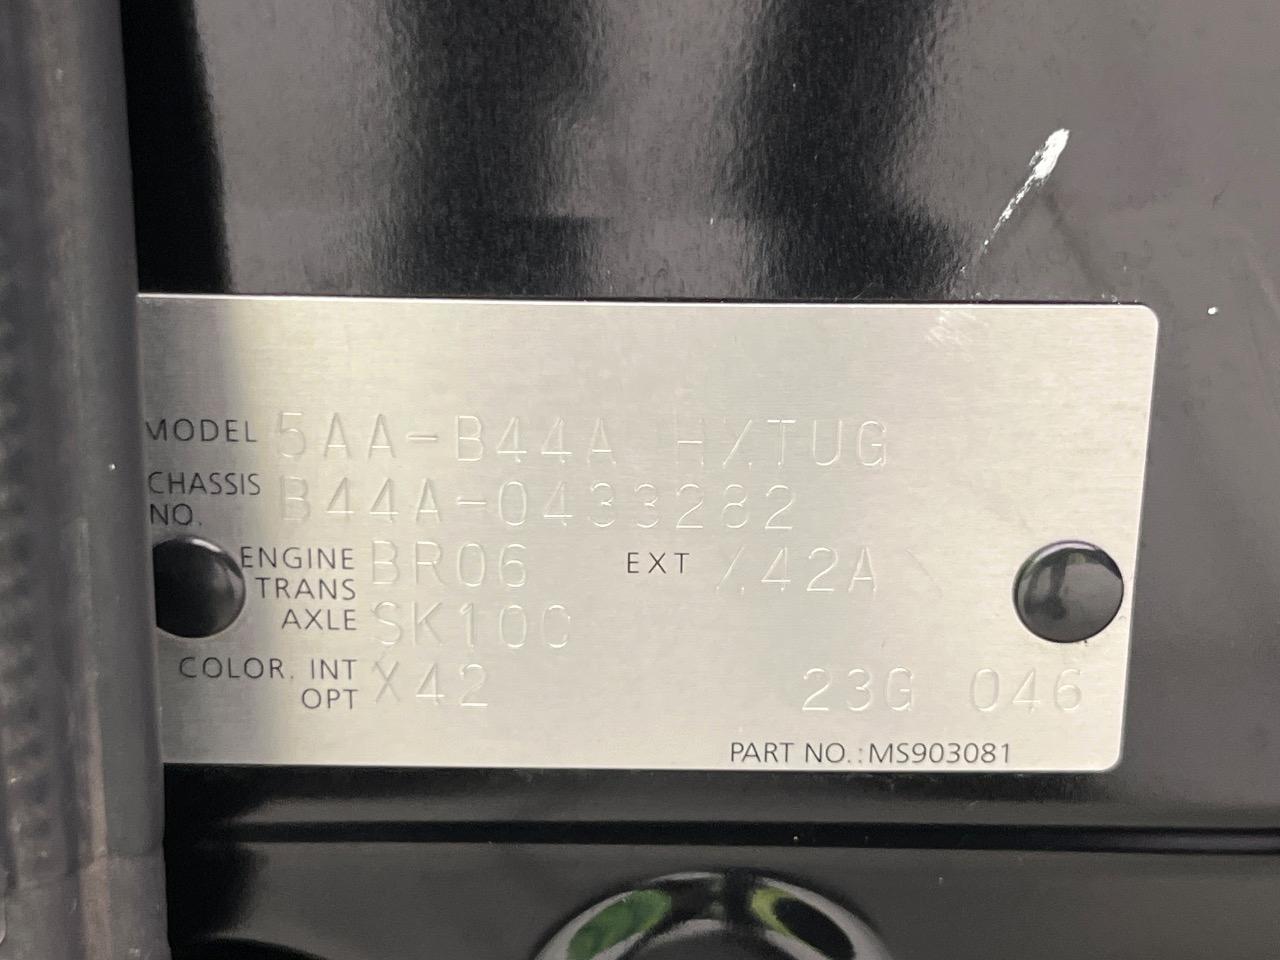 MODEL 5AA-B44A HXTUG
CHASSIS NO. B44A-0433282
ENGINE BR06 EXT X42A
TRANS AXLE SK100
COLOR. INT X42
OPT 23G 046
PART NO.:MS903081